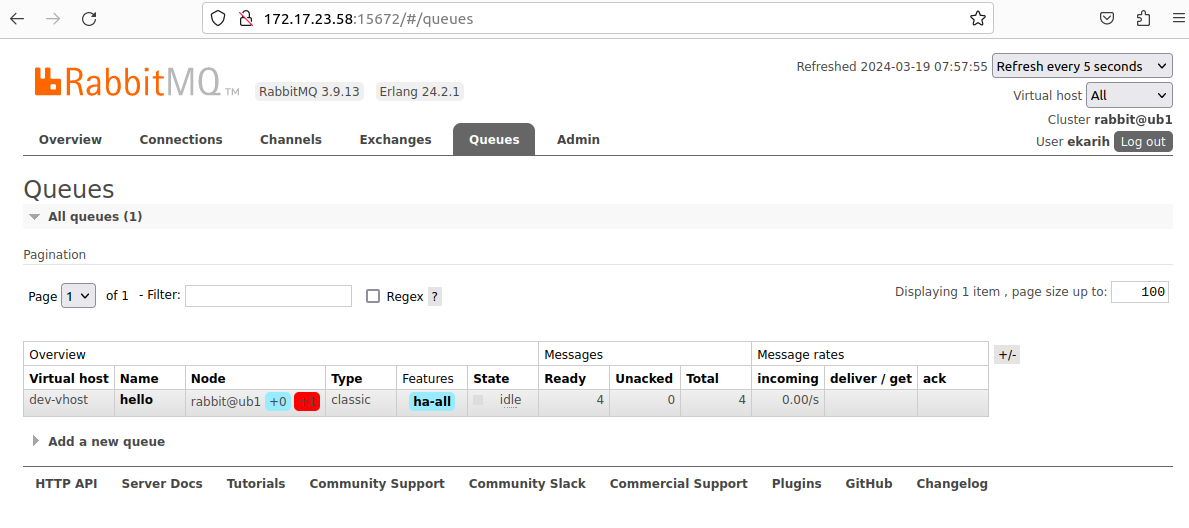 172.17.23.58:15672/#/queues
RabbitMQ TM RabbitMQ 3.9.13 Erlang 24.2.1
Refreshed 2024-03-19 07:57:55 Refresh every 5 seconds
Virtual host All
Cluster rabbit@ub1
User ekarih Log out
Overview Connections Channels Exchanges Queues Admin
Queues
All queues (1)
Pagination
Page 1 of 1 - Filter: Regex ? Displaying 1 item , page size up to: 100
Overview Messages Message rates +/-
Virtual host Name Node Type Features State Ready Unacked Total incoming deliver / get ack
dev-vhost hello rabbit@ub1 +0 classic ha-all idle 4 0 4 0.00/s
Add a new queue
HTTP API Server Docs Tutorials Community Support Community Slack Commercial Support Plugins GitHub Changelog